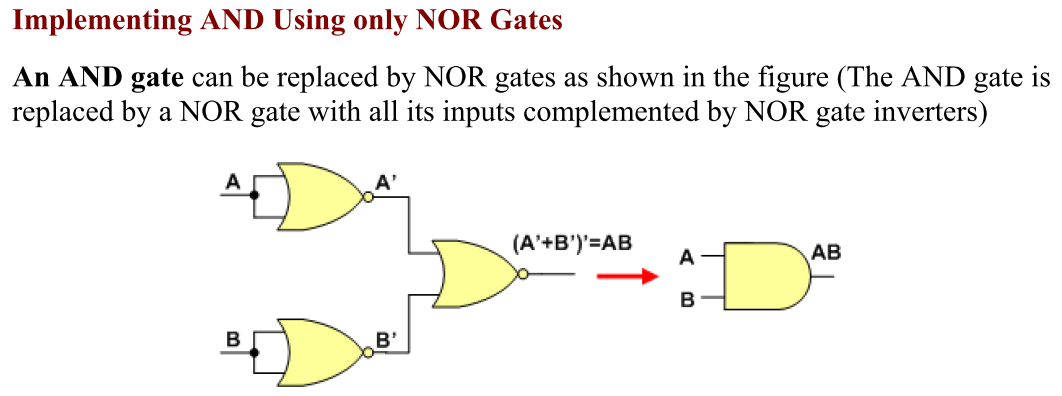 Implementing AND Using only NOR Gates
An AND gate can be replaced by NOR gates as shown in the figure (The AND gate is
replaced by a NOR gate with all its inputs complemented by NOR gate inverters)
A
A'
(A'+B')'=AB
A
AB
B
B
B'